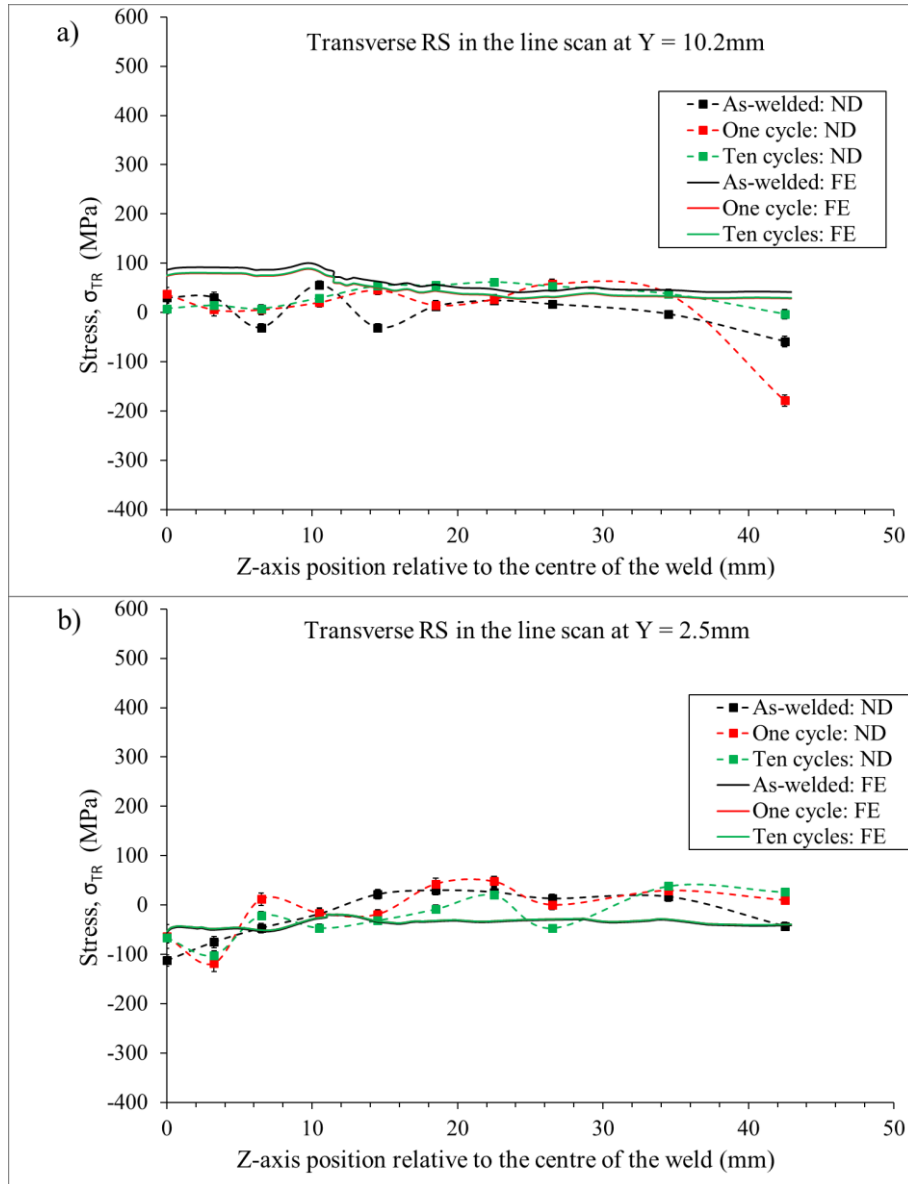 a)
Transverse RS in the line scan at Y = 10.2mm
As-welded: ND
One cycle: ND
Ten cycles: ND
As-welded: FE
One cycle: FE
Ten cycles: FE
Stress, σTR (MPa)
600
500
400
300
200
100
0
-100
-200
-300
-400
0
10
20
30
40
50
Z-axis position relative to the centre of the weld (mm)
b)
Transverse RS in the line scan at Y = 2.5mm
As-welded: ND
One cycle: ND
Ten cycles: ND
As-welded: FE
One cycle: FE
Ten cycles: FE
Stress, σTR (MPa)
600
500
400
300
200
100
0
-100
-200
-300
-400
0
10
20
30
40
50
Z-axis position relative to the centre of the weld (mm)